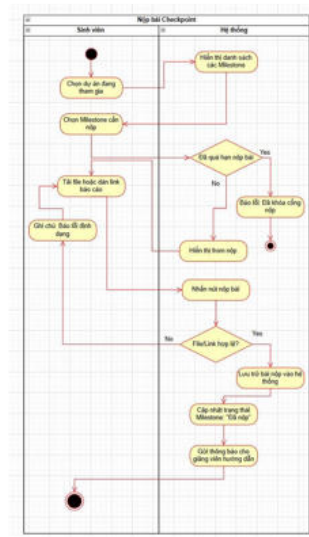 Nộp bài Checkpoint
Sinh viên
Hệ thống
Hiển thị danh sách
các Milestone
Chọn dự án đang
tham gia
Chọn Milestone cần
nộp
Đã quá hạn nộp bài
Yes
No
Tải file hoặc dán link
báo cáo
Báo lỗi: Đã khóa cổng
nộp
Ghi chú: Báo lỗi định
dạng
Hiển thị form nộp
Nhấn nút nộp bài
No
File/Link hợp lệ?
Yes
Lưu trữ bài nộp vào hệ
thống
Cập nhật trạng thái
Milestone: "Đã nộp"
Gửi thông báo cho
giảng viên hướng dẫn